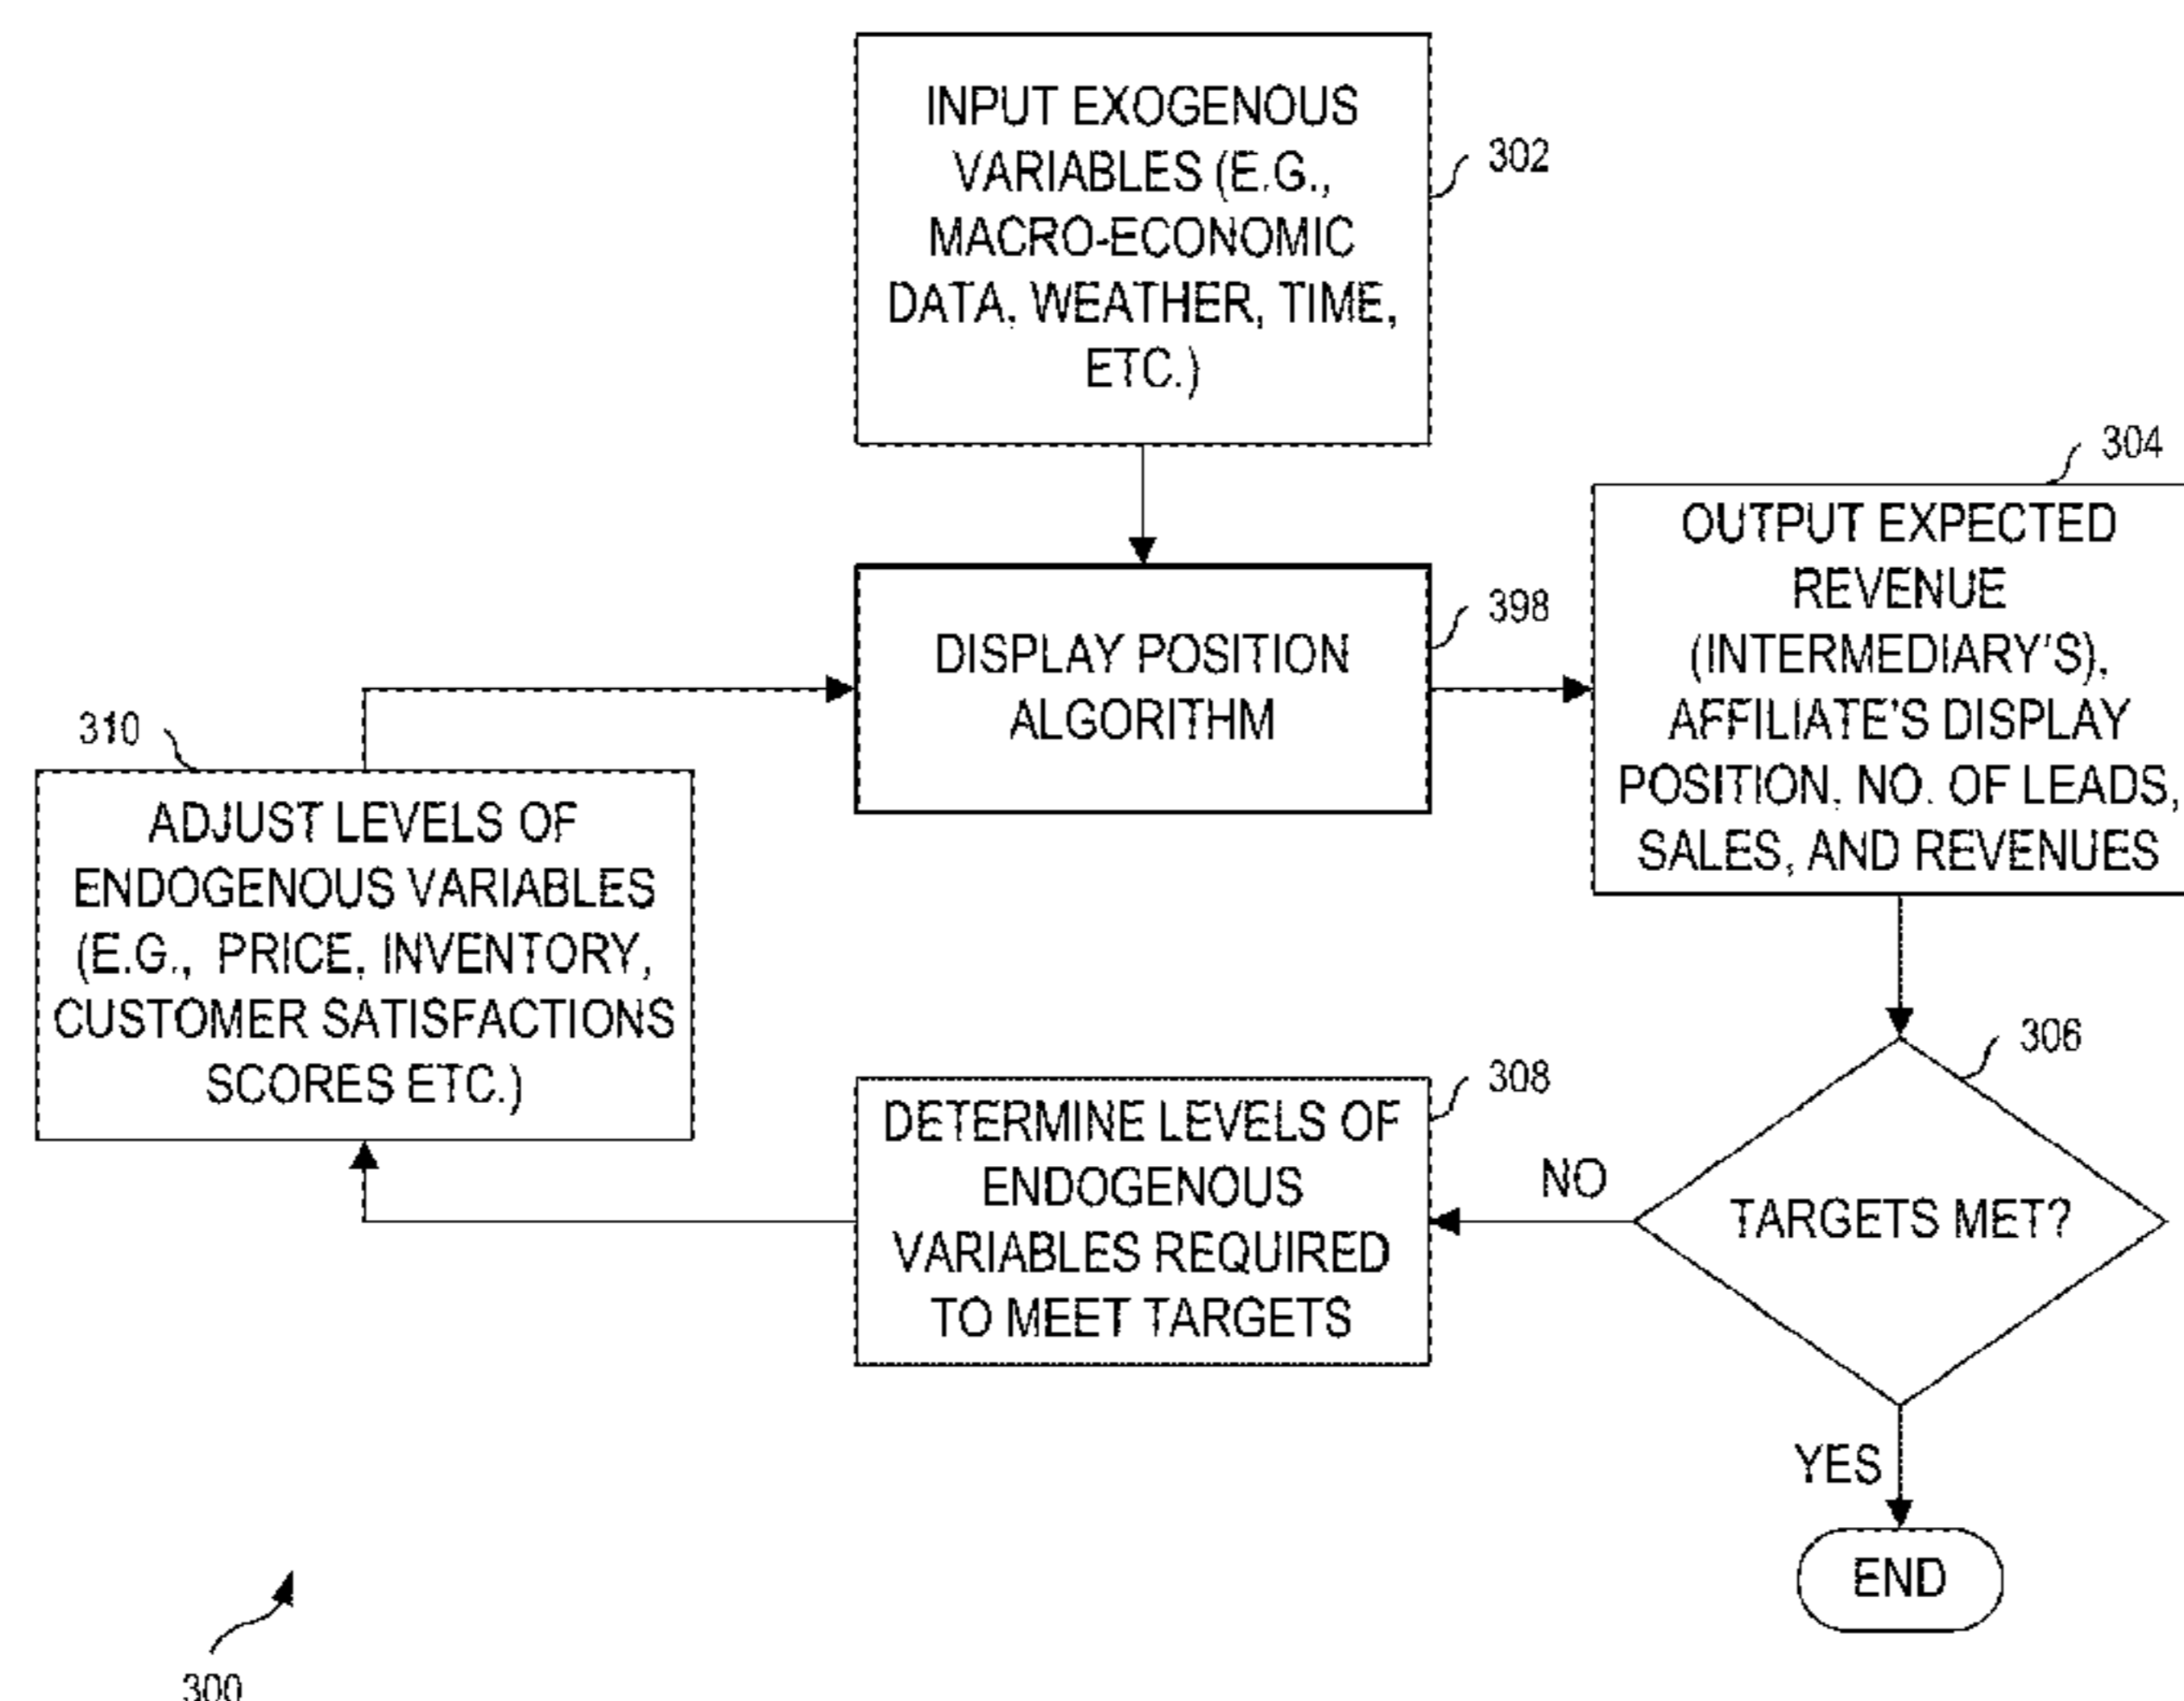 INPUT EXOGENOUS
VARIABLES (E.G.,
MACRO-ECONOMIC
DATA, WEATHER, TIME,
ETC.)
302
304
OUTPUT EXPECTED
REVENUE
(INTERMEDIARY'S),
AFFILIATE'S DISPLAY
POSITION, NO. OF LEADS,
SALES, AND REVENUES
398
DISPLAY POSITION
ALGORITHM
310
ADJUST LEVELS OF
ENDOGENOUS VARIABLES
(E.G., PRICE, INVENTORY,
CUSTOMER SATISFACTIONS
SCORES ETC.)
306
TARGETS MET?
NO
308
DETERMINE LEVELS OF
ENDOGENOUS
VARIABLES REQUIRED
TO MEET TARGETS
YES
END
300